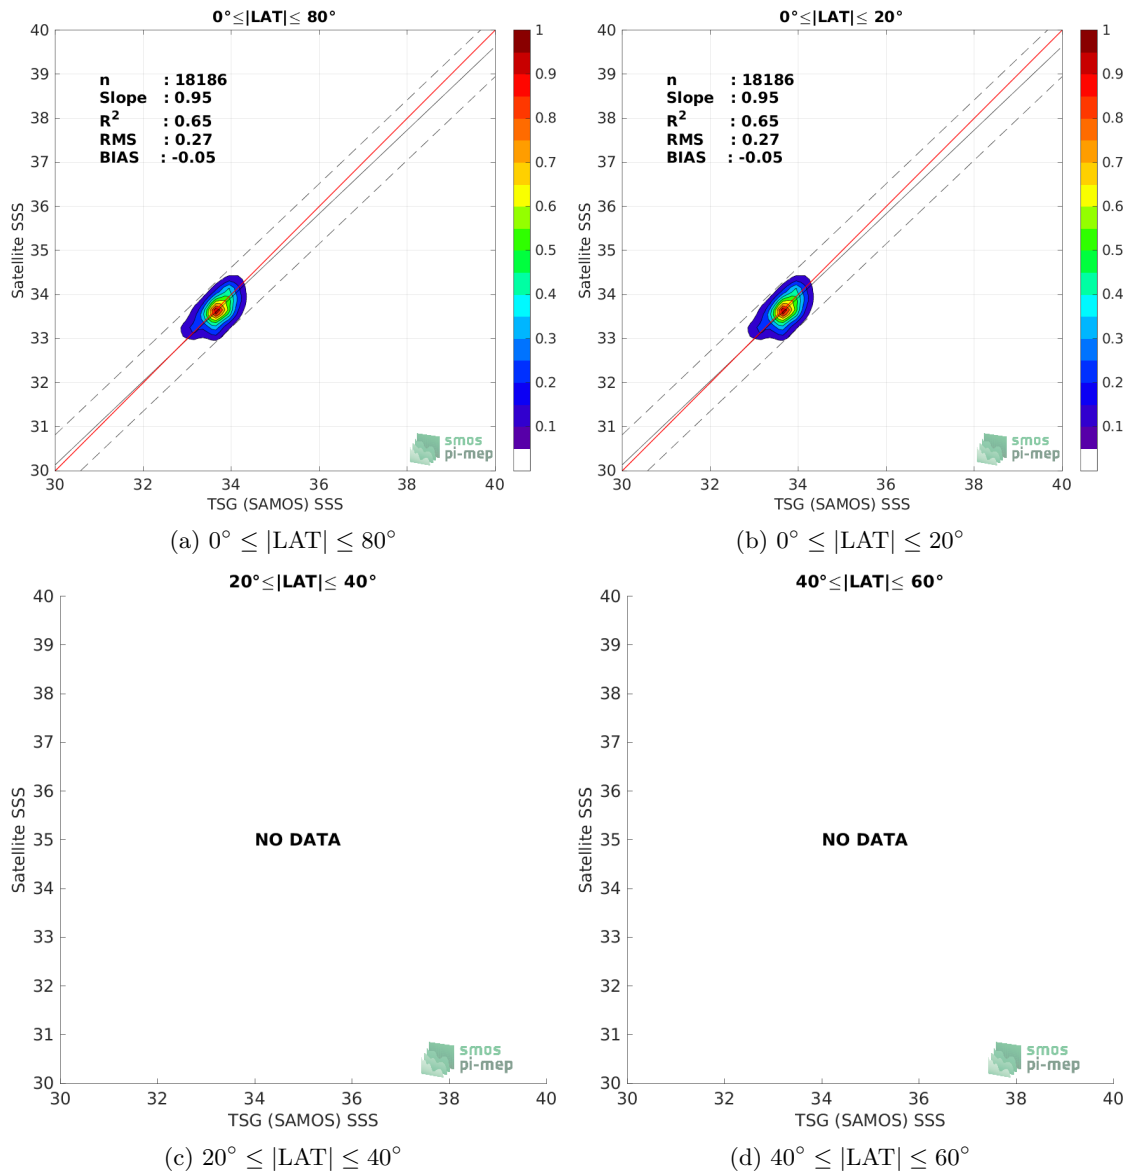 0°≤|LAT|≤ 80°
40
39
38
37
36
35
34
33
32
31
30
Satellite SSS
n : 18186
Slope : 0.95
R² : 0.65
RMS : 0.27
BIAS : -0.05
1
0.9
0.8
0.7
0.6
0.5
0.4
0.3
0.2
0.1
smos
pi-mep
30 32 34 36 38 40
TSG (SAMOS) SSS
(a) 0° ≤ |LAT| ≤ 80°
0°≤|LAT|≤ 20°
40
39
38
37
36
35
34
33
32
31
30
Satellite SSS
n : 18186
Slope : 0.95
R² : 0.65
RMS : 0.27
BIAS : -0.05
1
0.9
0.8
0.7
0.6
0.5
0.4
0.3
0.2
0.1
smos
pi-mep
30 32 34 36 38 40
TSG (SAMOS) SSS
(b) 0° ≤ |LAT| ≤ 20°
20°≤|LAT|≤ 40°
40
39
38
37
36
35
34
33
32
31
30
Satellite SSS
NO DATA
smos
pi-mep
30 32 34 36 38 40
TSG (SAMOS) SSS
(c) 20° ≤ |LAT| ≤ 40°
40°≤|LAT|≤ 60°
40
39
38
37
36
35
34
33
32
31
30
Satellite SSS
NO DATA
smos
pi-mep
30 32 34 36 38 40
TSG (SAMOS) SSS
(d) 40° ≤ |LAT| ≤ 60°